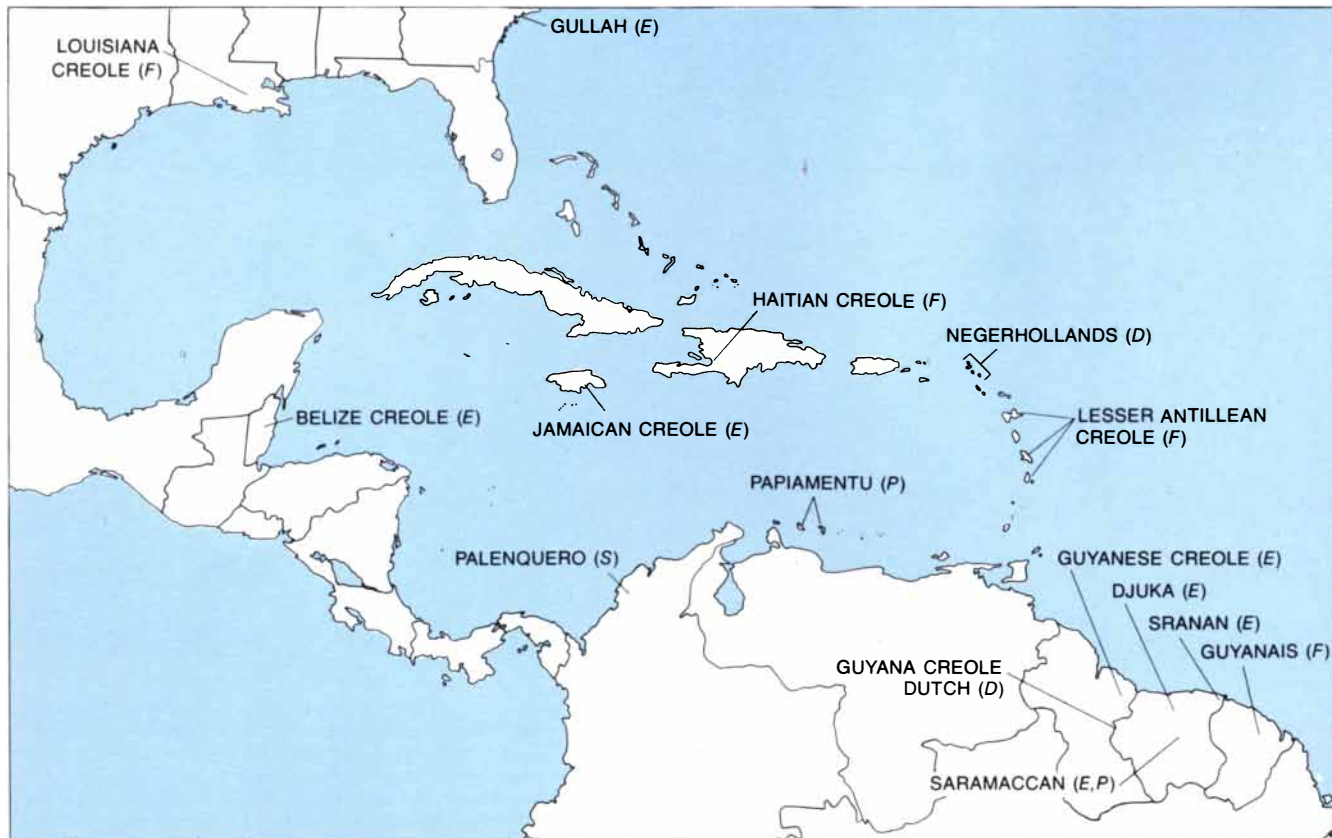 GULLAH (E)
LOUISIANA
CREOLE (F)
HAITIAN CREOLE (F)
NEGERHOLLANDS (D)
BELIZE CREOLE (E)
JAMAICAN CREOLE (E)
LESSER ANTILLEAN
CREOLE (F)
PAPIAMENTU (P)
PALENQUERO (S)
GUYANESE CREOLE (E)
DJUKA (E)
SRANAN (E)
GUYANAIS (F)
GUYANA CREOLE
DUTCH (D)
SARAMACCAN (E,P)